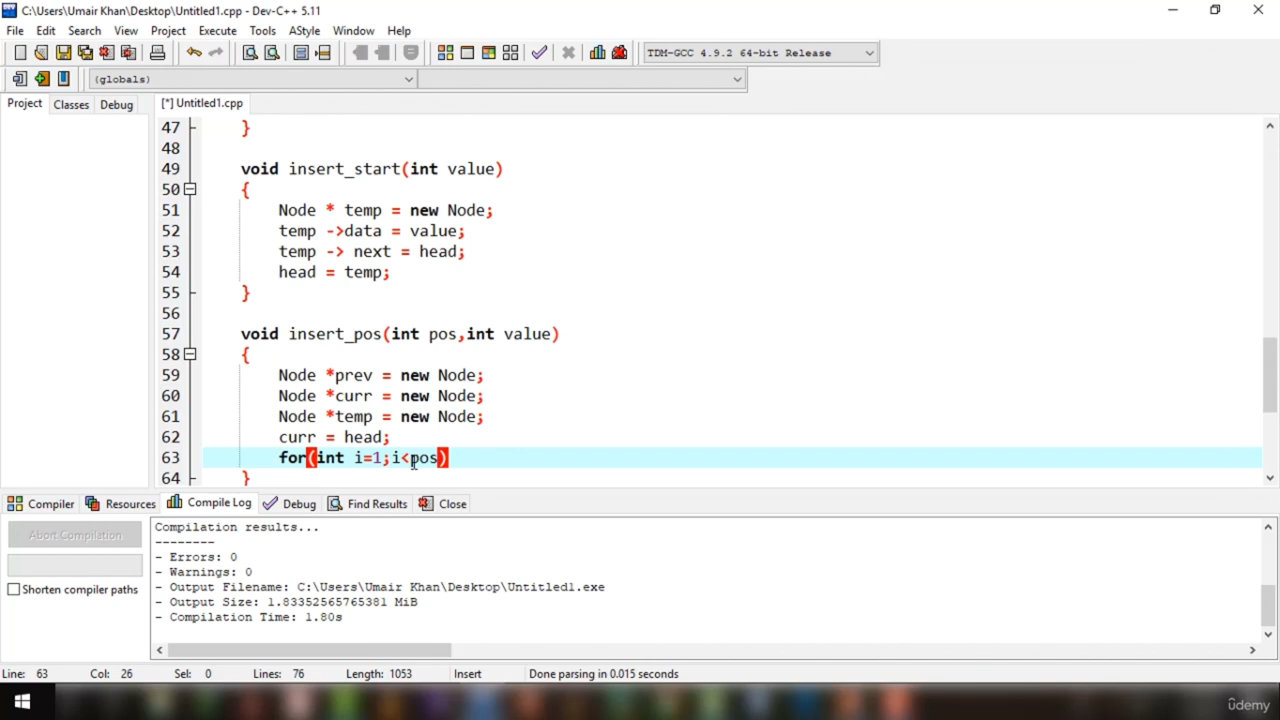 C:\Users\Umair Khan\Desktop\Untitled1.cpp - Dev-C++ 5.11
File Edit Search View Project Execute Tools AStyle Window Help
TDM-GCC 4.9.2 64-bit Release
(globals)
Project Classes Debug [*] Untitled1.cpp
47 }
48
49 void insert_start(int value)
50 {
51 Node * temp = new Node;
52 temp ->data = value;
53 temp -> next = head;
54 head = temp;
55 }
56
57 void insert_pos(int pos,int value)
58 {
59 Node *prev = new Node;
60 Node *curr = new Node;
61 Node *temp = new Node;
62 curr = head;
63 for(int i=1;i<pos)
64 }
Compiler Resources Compile Log Debug Find Results Close
Abort Compilation
Shorten compiler paths
Compilation results...
--------
- Errors: 0
- Warnings: 0
- Output Filename: C:\Users\Umair Khan\Desktop\Untitled1.exe
- Output Size: 1.83352565765381 MiB
- Compilation Time: 1.80s
Line: 63 Col: 26 Sel: 0 Lines: 76 Length: 1053 Insert Done parsing in 0.015 seconds
ûdemy